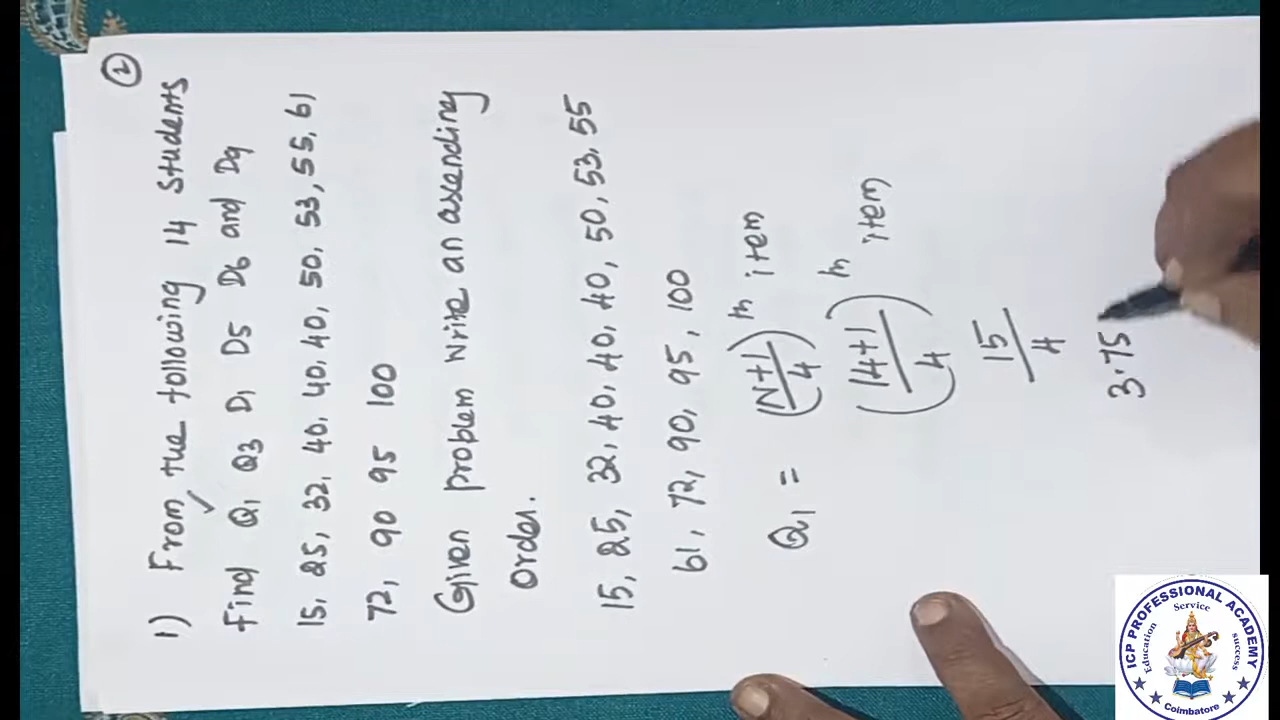 ②
1) From the following 14 students
Find Q1 Q3 D1 D5 D6 and D9
15, 25, 32, 40, 40, 40, 50, 53, 55, 61
72, 90 95 100
Given problem write an ascending
order.
15, 25, 32, 40, 40, 40, 50, 53, 55
61, 72, 90, 95, 100
Q1 = (N+1/4)th item
(14+1/4)th item
15/4
3.75
ICP PROFESSIONAL ACADEMY
Service
Education
success
Coimbatore